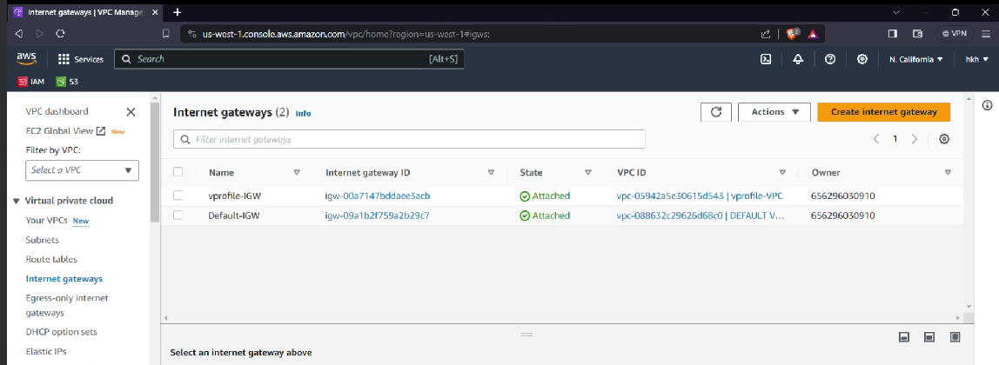 Internet gateways | VPC Manage
us-west-1.console.aws.amazon.com/vpc/home?region=us-west-1#igws:
2
VPN
aws
Services
Search
[Alt+S]
N. California
hkh
IAM
S3
VPC dashboard
EC2 Global View New
Filter by VPC:
Select a VPC
Virtual private cloud
Your VPCs New
Subnets
Route tables
Internet gateways
Egress-only internet
gateways
DHCP option sets
Elastic IPs
Internet gateways (2) Info
Actions
Create internet gateway
Filter internet gateways
1
Name Internet gateway ID State VPC ID Owner
vprofile-IGW igw-00a7147bddaee3acb Attached vpc-05942a5e30615d543 | vprofile-VPC 656296030910
Default-IGW igw-09a1b2f759a2b29c7 Attached vpc-088632c29626d68c0 | DEFAULT V... 656296030910
Select an internet gateway above